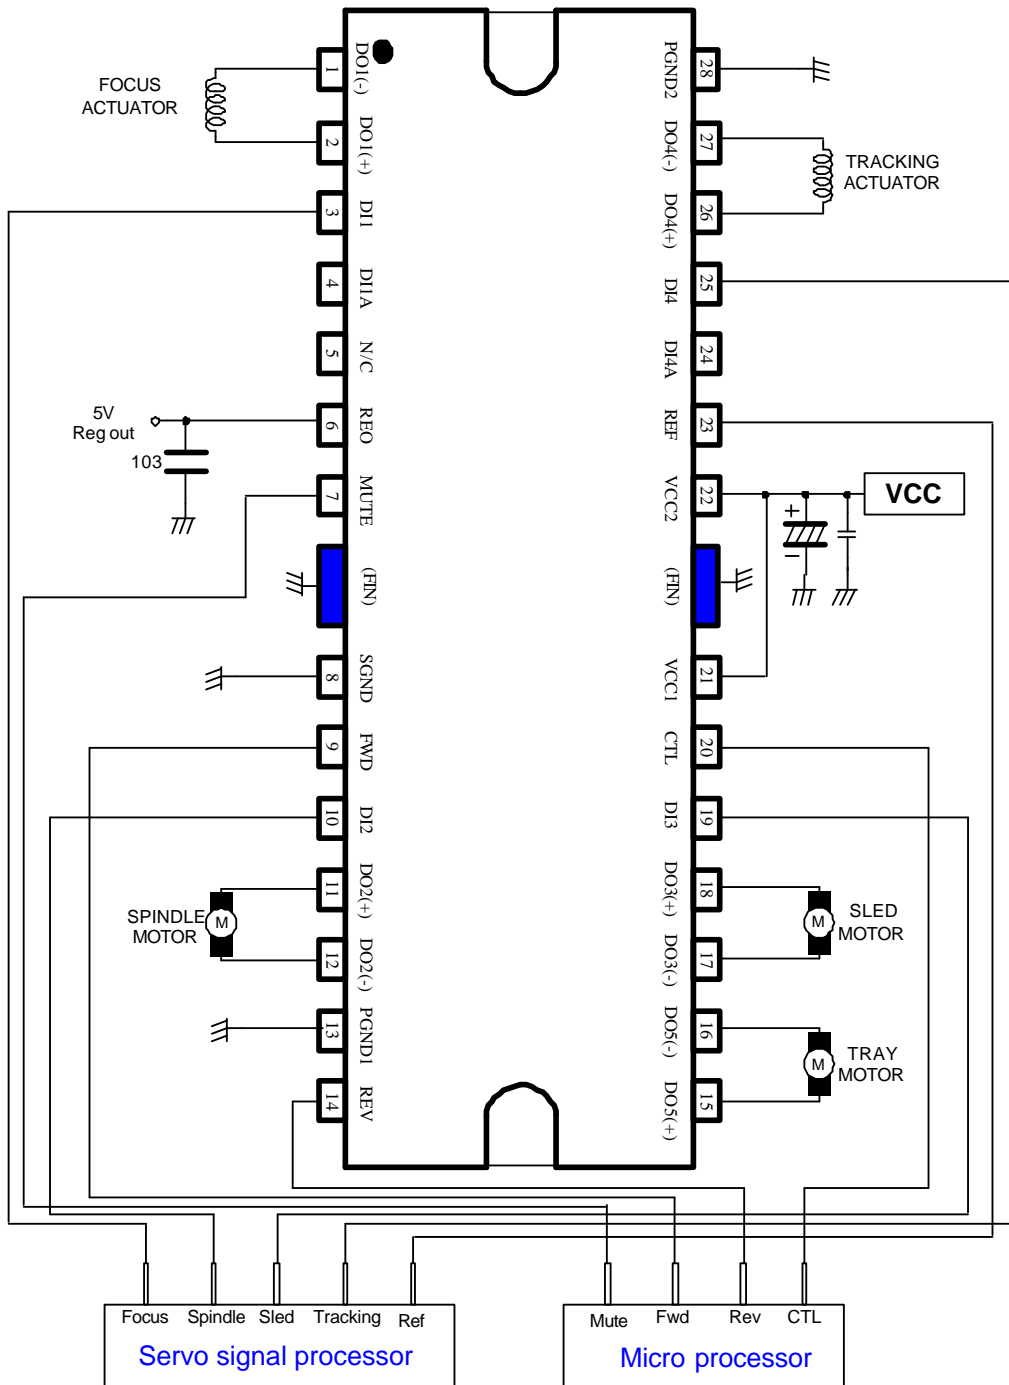 FOCUS
ACTUATOR
1
DO1(-)
2
DO1(+)
3
DI1
4
DI1A
5
N/C
5V
Reg out
103
6
REO
7
MUTE
(FIN)
8
SGND
9
FWD
10
DI2
SPINDLE
MOTOR
M
11
DO2(+)
12
DO2(-)
13
PGND1
14
REV
PGND2
28
DO4(-)
27
TRACKING
ACTUATOR
DO4(+)
26
DI4
25
DI4A
24
REF
23
VCC2
22
VCC
+
−
(FIN)
VCC1
21
CTL
20
DI3
19
DO3(+)
18
M
SLED
MOTOR
DO3(-)
17
DO5(-)
16
M
TRAY
MOTOR
DO5(+)
15
Focus Spindle Sled Tracking Ref
Servo signal processor
Mute Fwd Rev CTL
Micro processor